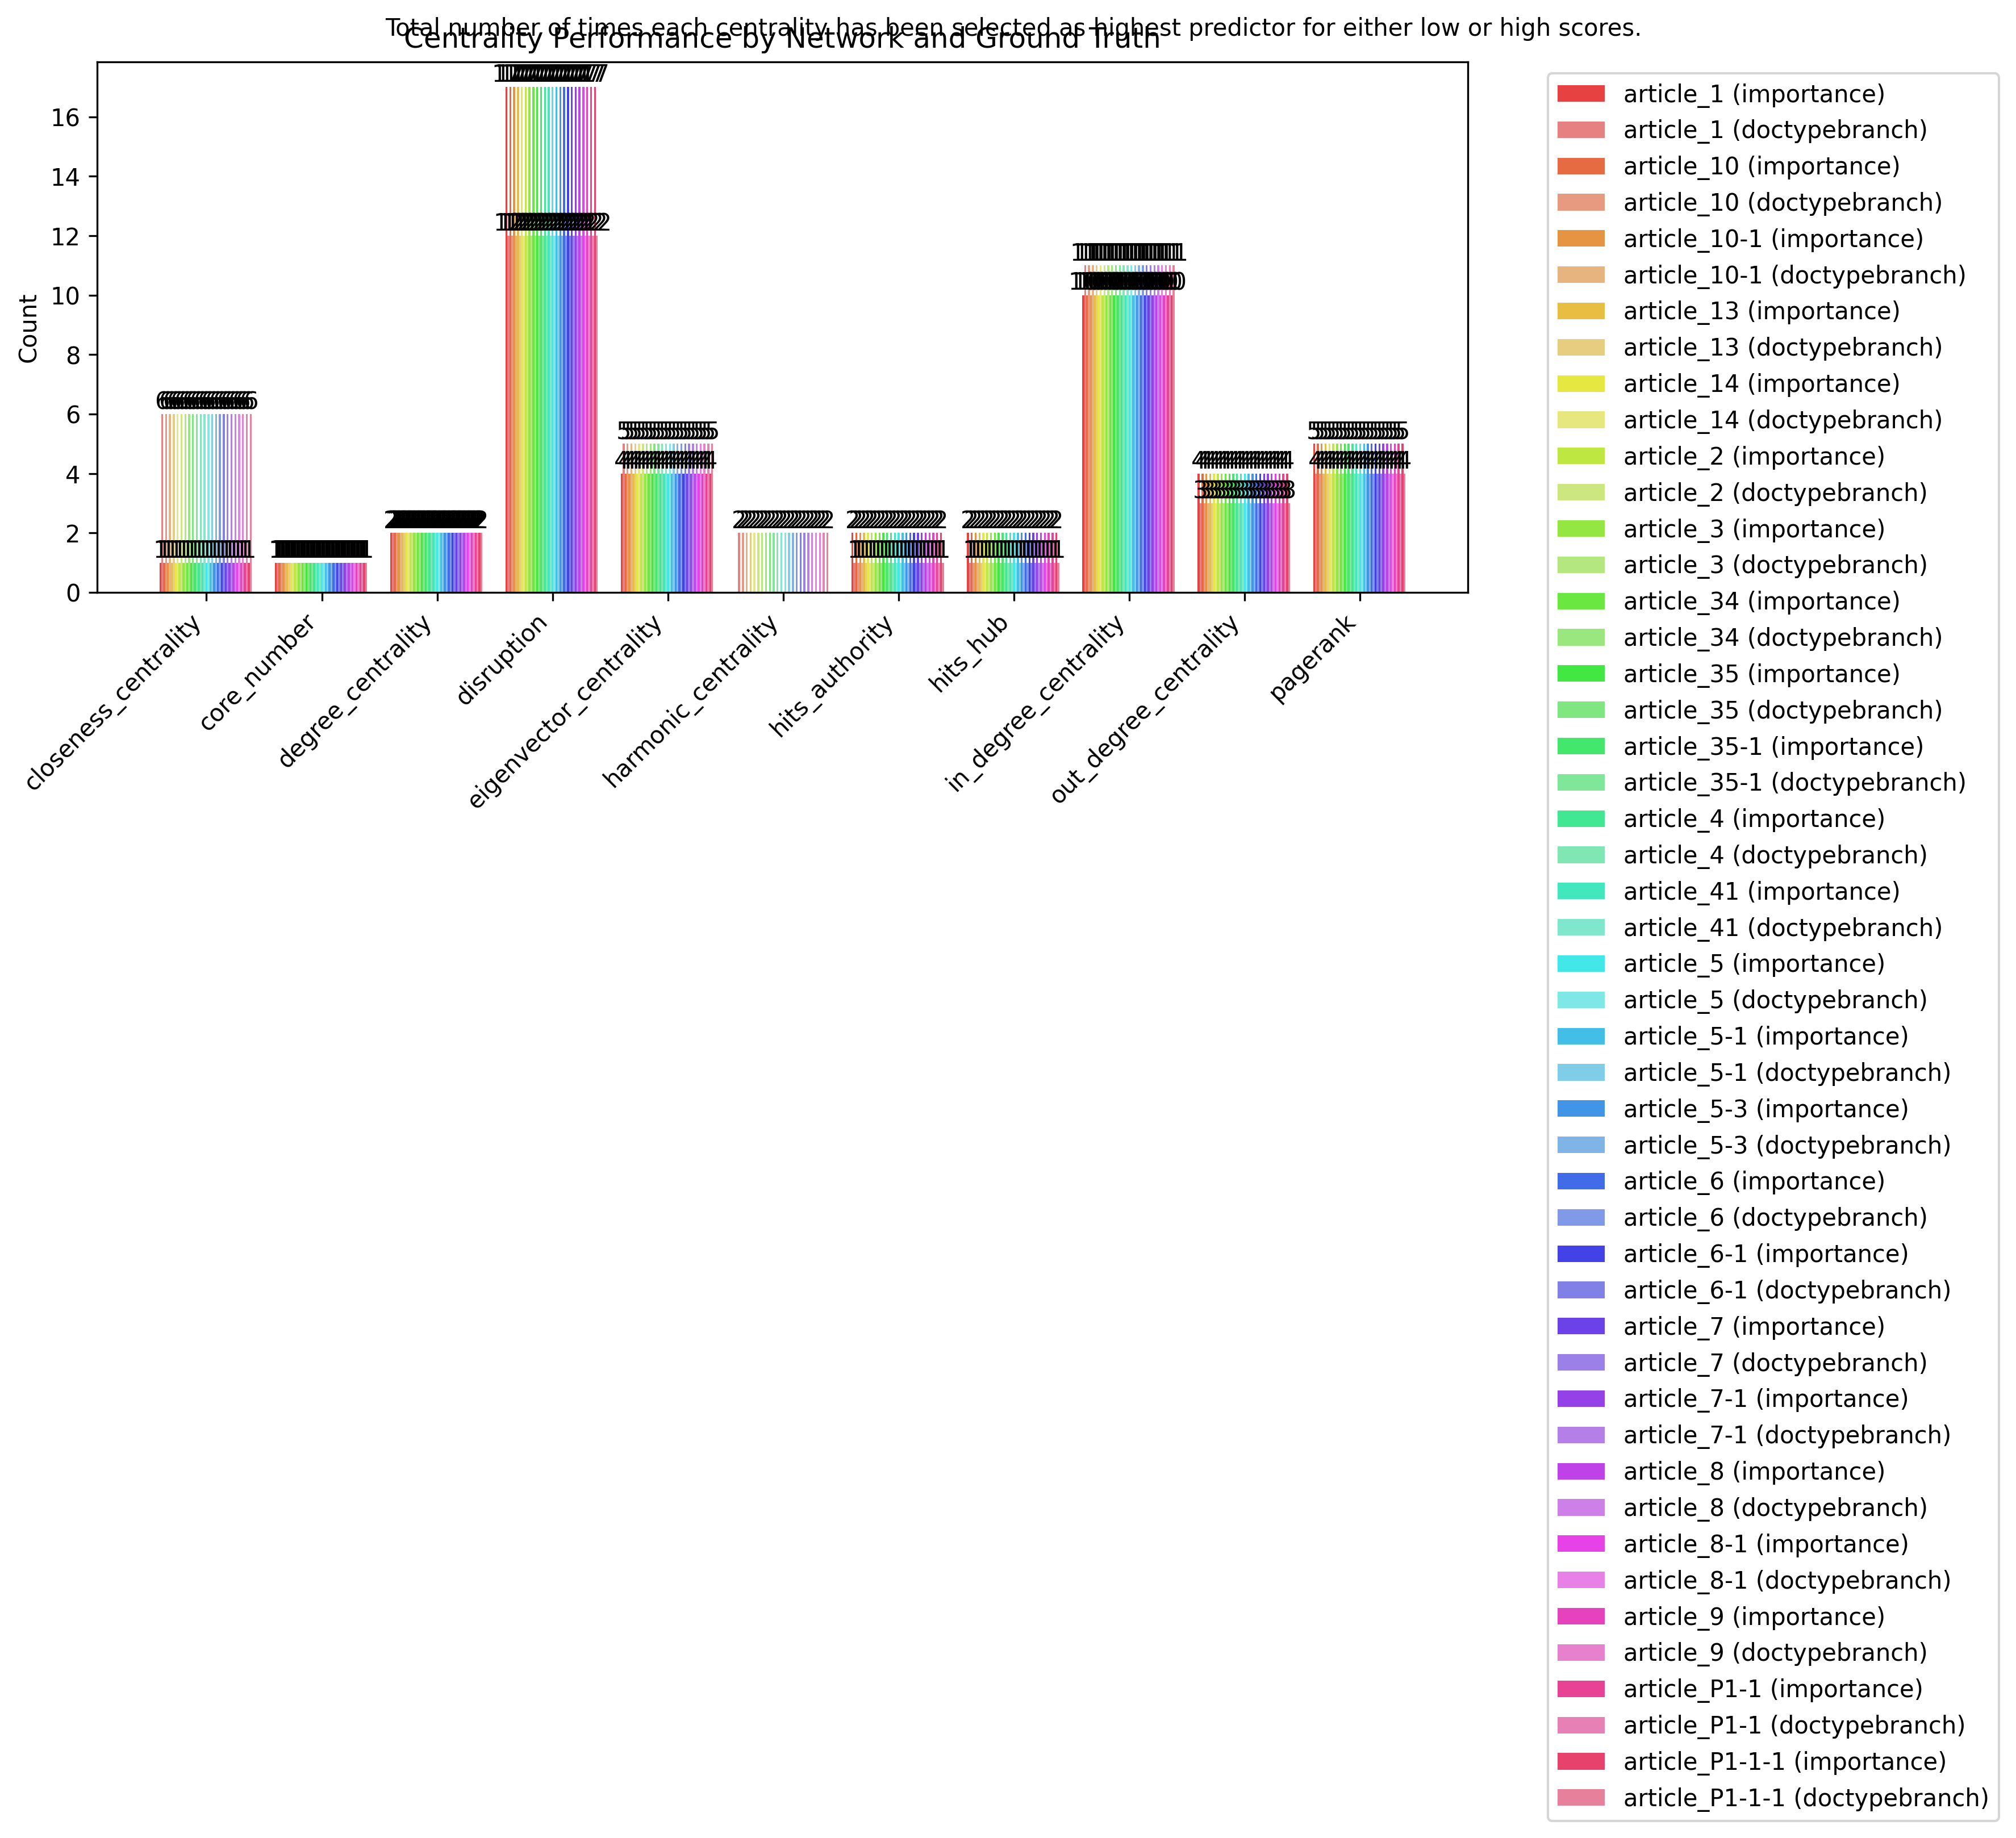 Total number of times each centrality has been selected as highest predictor for either low or high scores.
Centrality Performance by Network and Ground Truth
Count
16
14
12
10
8
6
4
2
0
closeness_centrality
core_number
degree_centrality
disruption
eigenvector_centrality
harmonic_centrality
hits_authority
hits_hub
in_degree_centrality
out_degree_centrality
pagerank
article_1 (importance)
article_1 (doctypebranch)
article_10 (importance)
article_10 (doctypebranch)
article_10-1 (importance)
article_10-1 (doctypebranch)
article_13 (importance)
article_13 (doctypebranch)
article_14 (importance)
article_14 (doctypebranch)
article_2 (importance)
article_2 (doctypebranch)
article_3 (importance)
article_3 (doctypebranch)
article_34 (importance)
article_34 (doctypebranch)
article_35 (importance)
article_35 (doctypebranch)
article_35-1 (importance)
article_35-1 (doctypebranch)
article_4 (importance)
article_4 (doctypebranch)
article_41 (importance)
article_41 (doctypebranch)
article_5 (importance)
article_5 (doctypebranch)
article_5-1 (importance)
article_5-1 (doctypebranch)
article_5-3 (importance)
article_5-3 (doctypebranch)
article_6 (importance)
article_6 (doctypebranch)
article_6-1 (importance)
article_6-1 (doctypebranch)
article_7 (importance)
article_7 (doctypebranch)
article_7-1 (importance)
article_7-1 (doctypebranch)
article_8 (importance)
article_8 (doctypebranch)
article_8-1 (importance)
article_8-1 (doctypebranch)
article_9 (importance)
article_9 (doctypebranch)
article_P1-1 (importance)
article_P1-1 (doctypebranch)
article_P1-1-1 (importance)
article_P1-1-1 (doctypebranch)